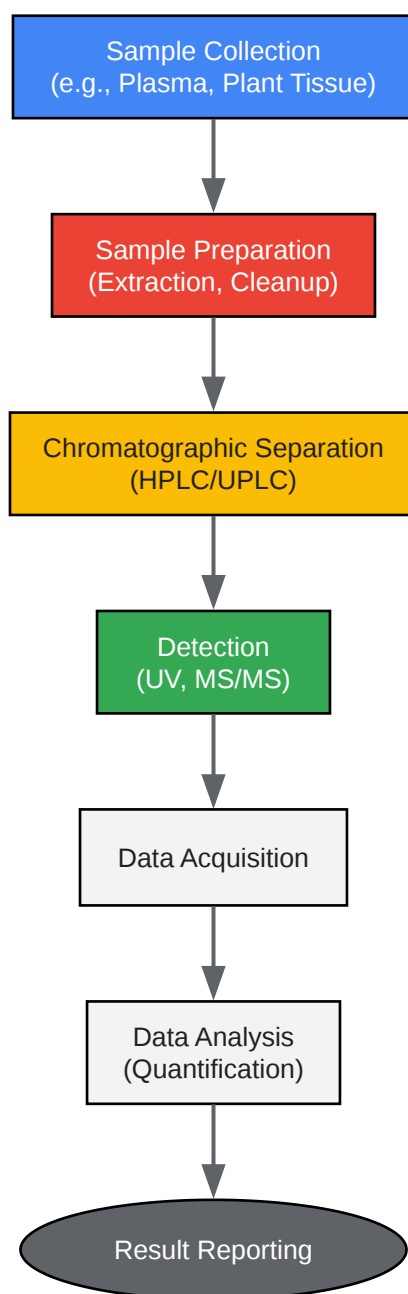 Sample Collection
(e.g., Plasma, Plant Tissue)
Sample Preparation
(Extraction, Cleanup)
Chromatographic Separation
(HPLC/UPLC)
Detection
(UV, MS/MS)
Data Acquisition
Data Analysis
(Quantification)
Result Reporting